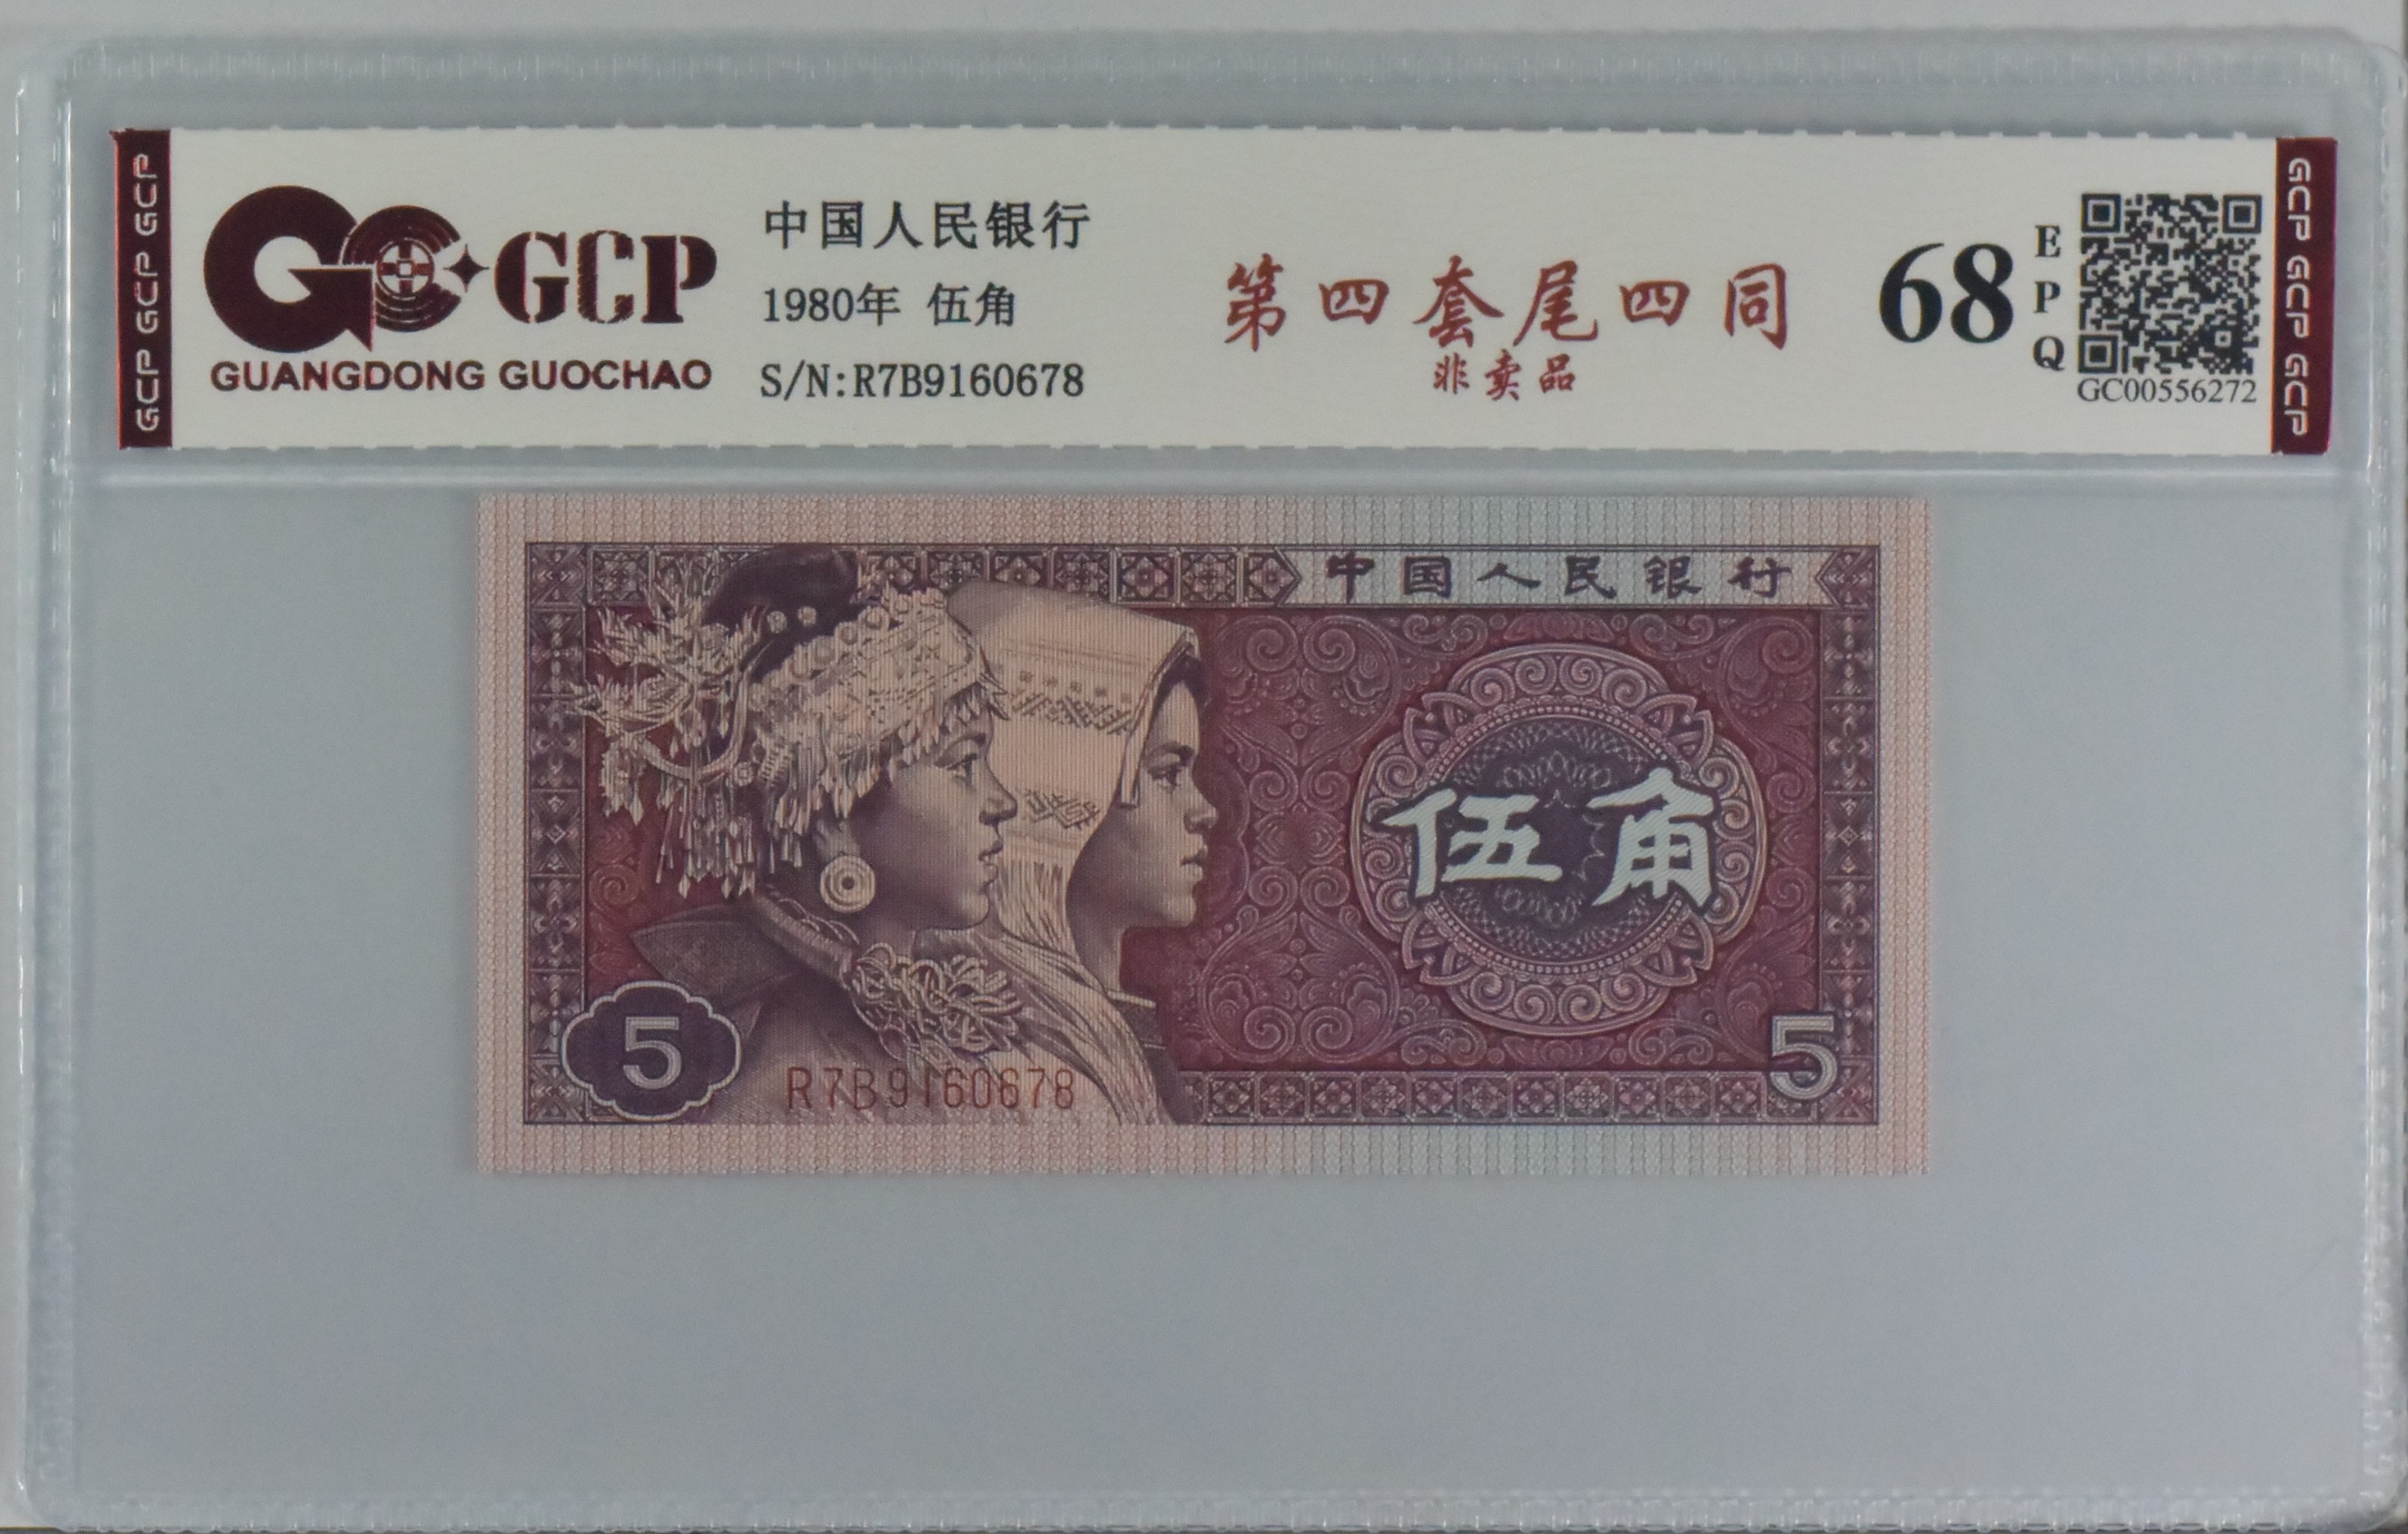 GCP GCP GCP
GCP
GUANGDONG GUOCHAO
中国人民银行
1980年 伍角
S/N:R7B9160678
第四套尾四同
非卖品
68
EPQ
GC00556272
GCP GCP GCP
中国人民银行
伍角
5
R7B9160678
5